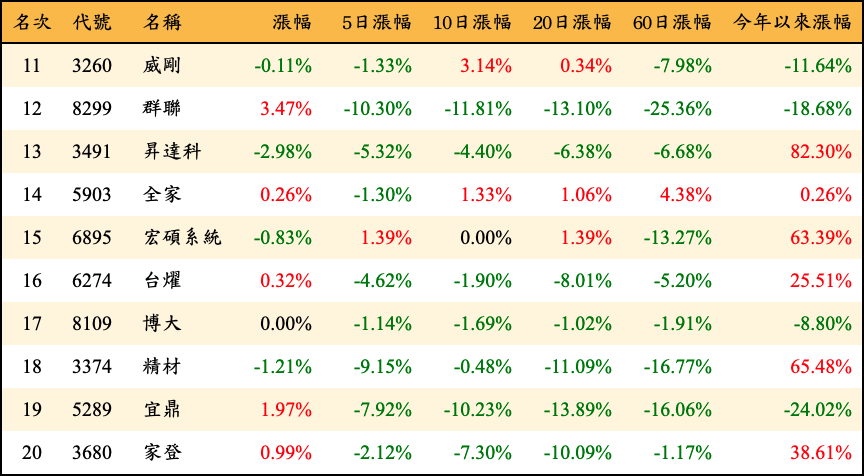 名次 代號 名稱 漲幅 5日漲幅 10日漲幅 20日漲幅 60日漲幅 今年以來漲幅
11 3260 威剛 -0.11% -1.33% 3.14% 0.34% -7.98% -11.64%
12 8299 群聯 3.47% -10.30% -11.81% -13.10% -25.36% -18.68%
13 3491 昇達科 -2.98% -5.32% -4.40% -6.38% -6.68% 82.30%
14 5903 全家 0.26% -1.30% 1.33% 1.06% 4.38% 0.26%
15 6895 宏碩系統 -0.83% 1.39% 0.00% 1.39% -13.27% 63.39%
16 6274 台燿 0.32% -4.62% -1.90% -8.01% -5.20% 25.51%
17 8109 博大 0.00% -1.14% -1.69% -1.02% -1.91% -8.80%
18 3374 精材 -1.21% -9.15% -0.48% -11.09% -16.77% 65.48%
19 5289 宜鼎 1.97% -7.92% -10.23% -13.89% -16.06% -24.02%
20 3680 家登 0.99% -2.12% -7.30% -10.09% -1.17% 38.61%